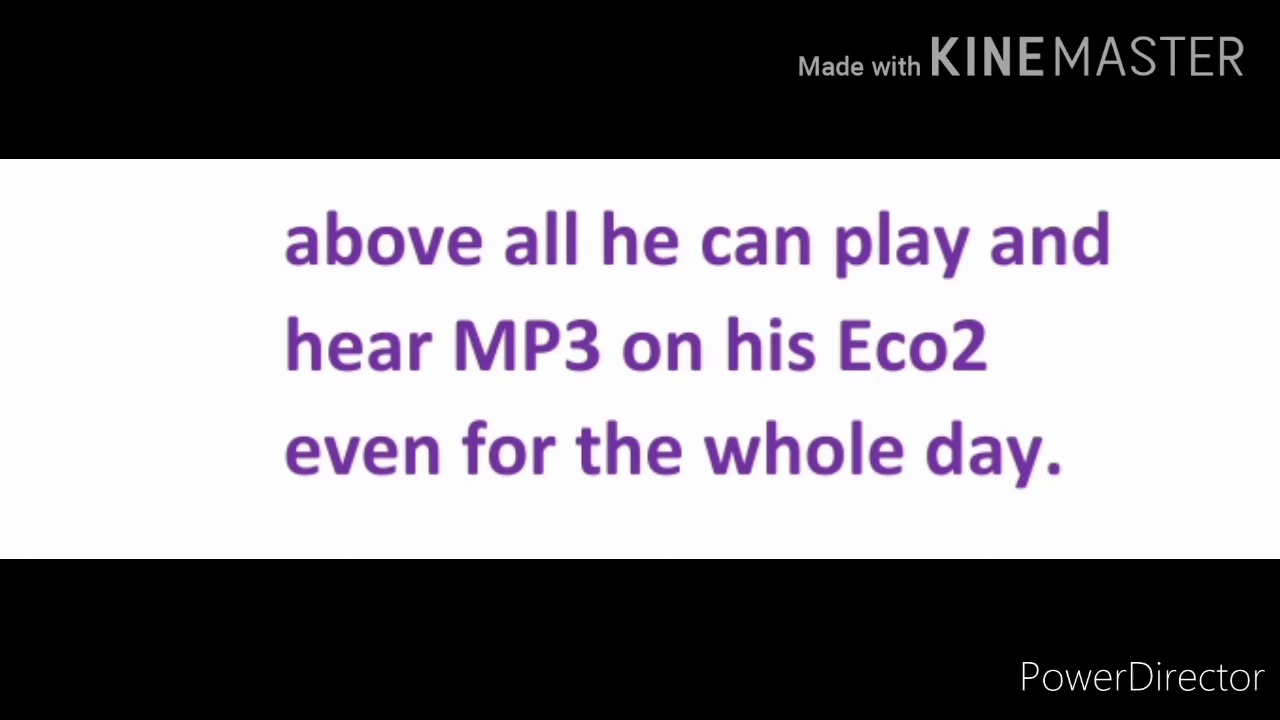 Made with KINEMASTER
above all he can play and
hear MP3 on his Eco2
even for the whole day.
PowerDirector